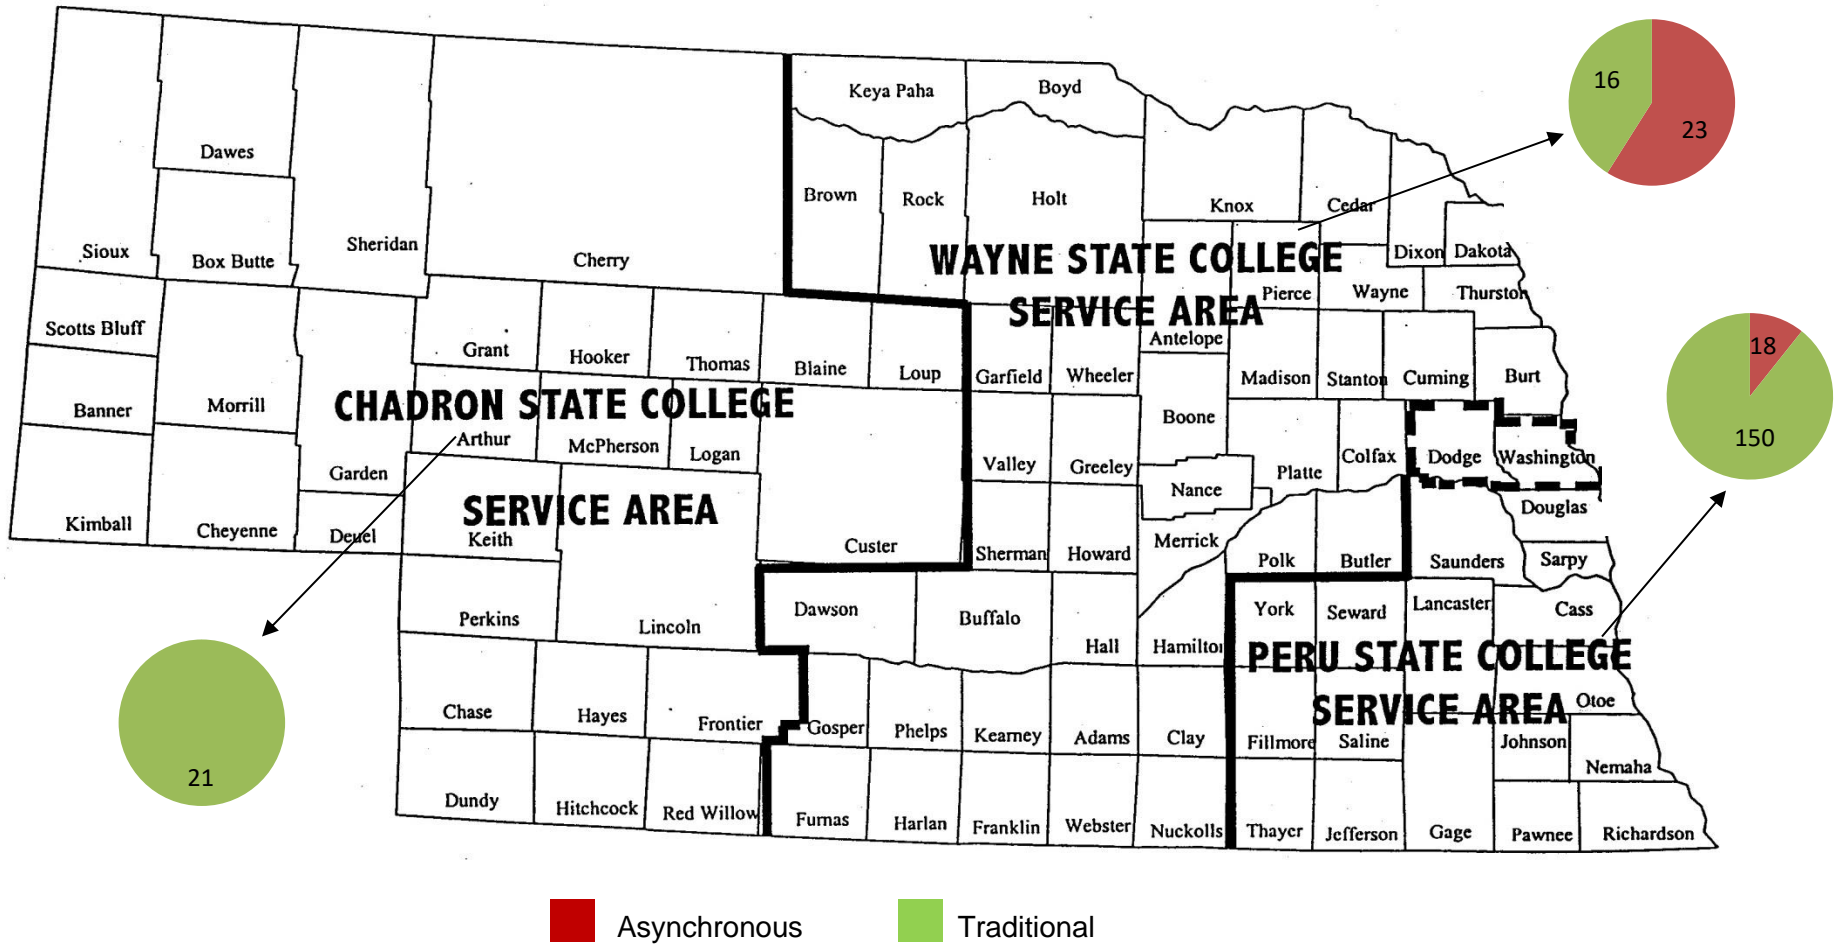 16
23
Keya Paha
Boyd
Dawes
Brown
Rock
Holt
Knox
Cedar
Sioux
Box Butte
Sheridan
Cherry
Dixon
Dakota
WAYNE STATE COLLEGE
SERVICE AREA
Pierce
Wayne
Thurston
Scotts Bluff
Grant
Hooker
Thomas
Blaine
Loup
Garfield
Wheeler
Antelope
Madison
Stanton
Cuming
Burt
18
150
Banner
Morrill
CHADRON STATE COLLEGE
SERVICE AREA
Arthur
McPherson
Logan
Garden
Boone
Valley
Greeley
Platte
Colfax
Dodge
Washington
Nance
Kimball
Cheyenne
Deuel
Keith
Custer
Sherman
Howard
Merrick
Polk
Butler
Saunders
Douglas
Sarpy
Perkins
Lincoln
Dawson
Buffalo
Hall
Hamilton
York
Seward
Lancaster
Cass
PERU STATE COLLEGE
SERVICE AREA
Otoe
Chase
Hayes
Frontier
Gosper
Phelps
Kearney
Adams
Clay
Fillmore
Saline
Johnson
Nemaha
21
Dundy
Hitchcock
Red Willow
Furnas
Harlan
Franklin
Webster
Nuckolls
Thayer
Jefferson
Gage
Pawnee
Richardson
Asynchronous
Traditional